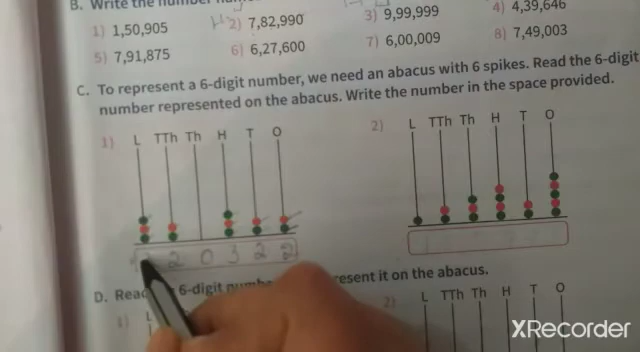 B. Write the number
1) 1,50,905 2) 7,82,990 3) 9,99,999 4) 4,39,646
5) 7,91,875 6) 6,27,600 7) 6,00,009 8) 7,49,003
C. To represent a 6-digit number, we need an abacus with 6 spikes. Read the 6-digit
number represented on the abacus. Write the number in the space provided.
1) L TTh Th H T O 2) L TTh Th H T O
2 0 3 2 2
D. Read 6-digit present it on the abacus.
1) L 2) L TTh Th H T O
XRecorder